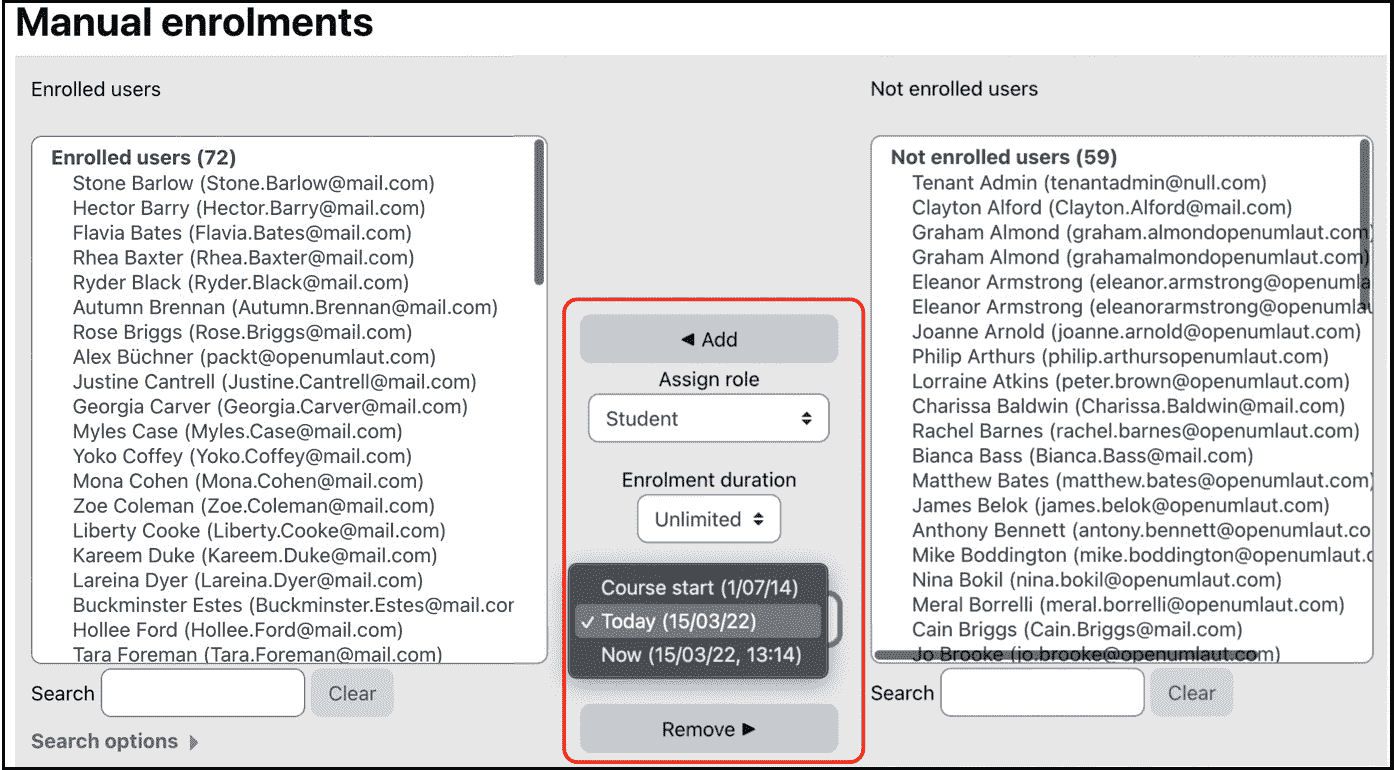 Manual enrolments
Enrolled users
Enrolled users (72)
Stone Barlow (Stone.Barlow@mail.com)
Hector Barry (Hector.Barry@mail.com)
Flavia Bates (Flavia.Bates@mail.com)
Rhea Baxter (Rhea.Baxter@mail.com)
Ryder Black (Ryder.Black@mail.com)
Autumn Brennan (Autumn.Brennan@mail.com)
Rose Briggs (Rose.Briggs@mail.com)
Alex Büchner (packt@openumlaut.com)
Justine Cantrell (Justine.Cantrell@mail.com)
Georgia Carver (Georgia.Carver@mail.com)
Myles Case (Myles.Case@mail.com)
Yoko Coffey (Yoko.Coffey@mail.com)
Mona Cohen (Mona.Cohen@mail.com)
Zoe Coleman (Zoe.Coleman@mail.com)
Liberty Cooke (Liberty.Cooke@mail.com)
Kareem Duke (Kareem.Duke@mail.com)
Lareina Dyer (Lareina.Dyer@mail.com)
Buckminster Estes (Buckminster.Estes@mail.cor
Hollee Ford (Hollee.Ford@mail.com)
Tara Foreman (Tara.Foreman@mail.com)
Search
Clear
Search options
◄ Add
Assign role
Student
Enrolment duration
Unlimited
Course start (1/07/14)
✓ Today (15/03/22)
Now (15/03/22, 13:14)
Remove ►
Not enrolled users
Not enrolled users (59)
Tenant Admin (tenantadmin@null.com)
Clayton Alford (Clayton.Alford@mail.com)
Graham Almond (graham.almondopenumlaut.com)
Graham Almond (grahamalmondopenumlaut.com)
Eleanor Armstrong (eleanor.armstrong@openumla
Eleanor Armstrong (eleanorarmstrong@openumlau
Joanne Arnold (joanne.arnold@openumlaut.com)
Philip Arthurs (philip.arthursopenumlaut.com)
Lorraine Atkins (peter.brown@openumlaut.com)
Charissa Baldwin (Charissa.Baldwin@mail.com)
Rachel Barnes (rachel.barnes@openumlaut.com)
Bianca Bass (Bianca.Bass@mail.com)
Matthew Bates (matthew.bates@openumlaut.com)
James Belok (james.belok@openumlaut.com)
Anthony Bennett (antony.bennett@openumlaut.co
Mike Boddington (mike.boddington@openumlaut.c
Nina Bokil (nina.bokil@openumlaut.com)
Meral Borrelli (meral.borrelli@openumlaut.com)
Cain Briggs (Cain.Briggs@mail.com)
Jo Brooke (jo.brooke@openumlaut.com)
Search
Clear